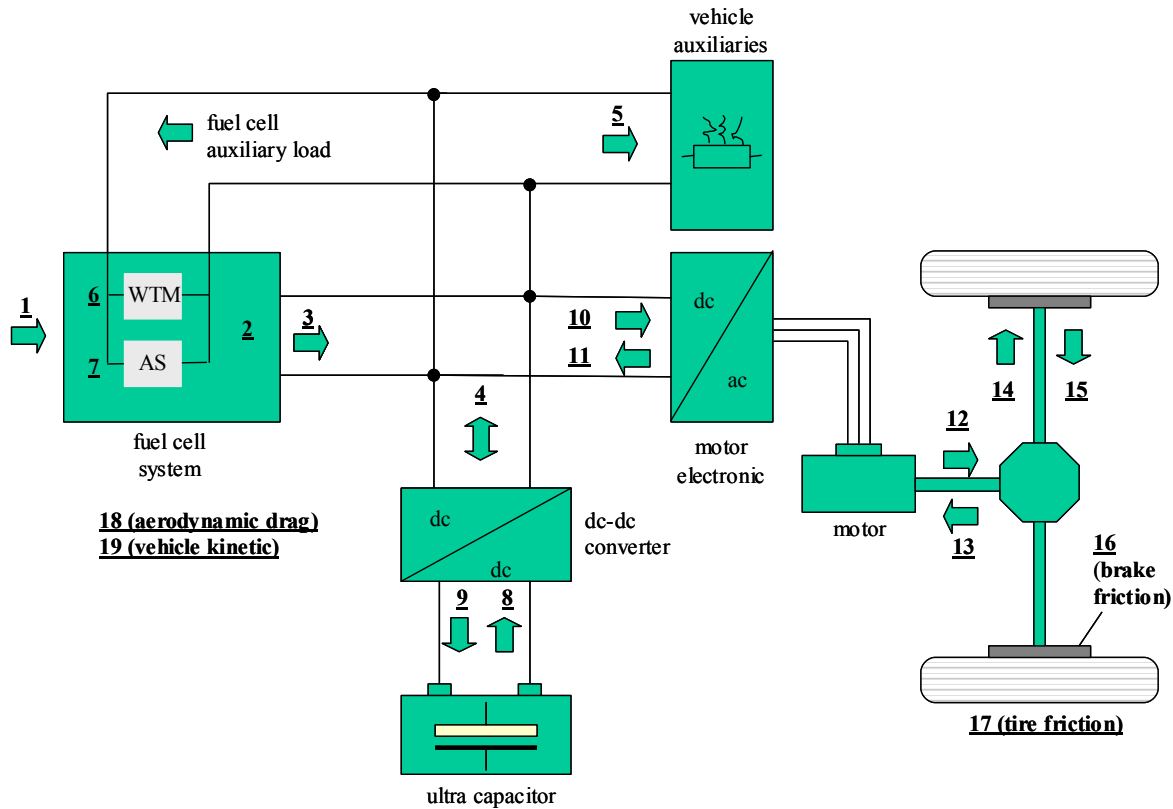 vehicle
auxiliaries
5
fuel cell
auxiliary load
1
6
WTM
7
AS
2
3
fuel cell
system
10
11
dc
ac
motor
electronic
4
14
15
12
13
motor
18 (aerodynamic drag)
19 (vehicle kinetic)
dc
dc
dc-dc
converter
9
8
ultra capacitor
16
(brake
friction)
17 (tire friction)